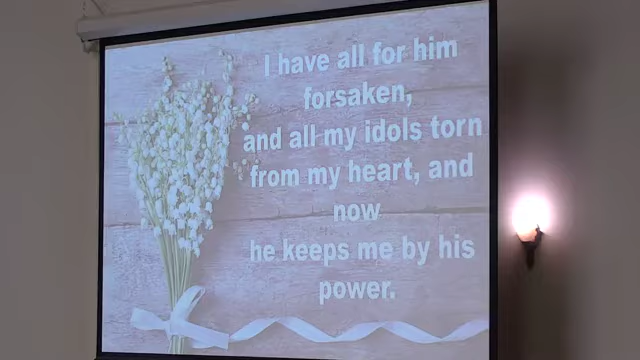 I have all for him
forsaken,
and all my idols torn
from my heart, and
now
he keeps me by his
power.